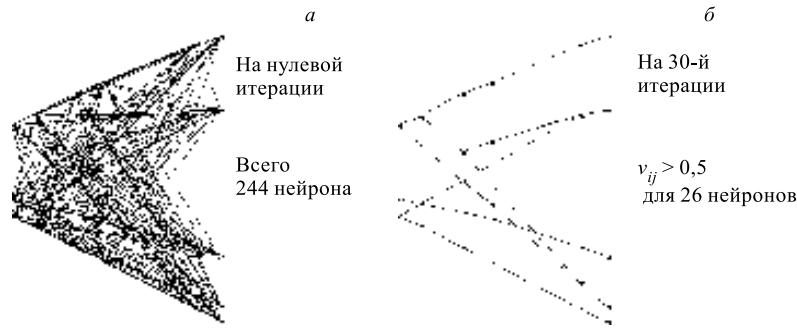 а
На нулевой
итерации
Всего
244 нейрона
б
На 30-й
итерации
v_ij > 0,5
для 26 нейронов